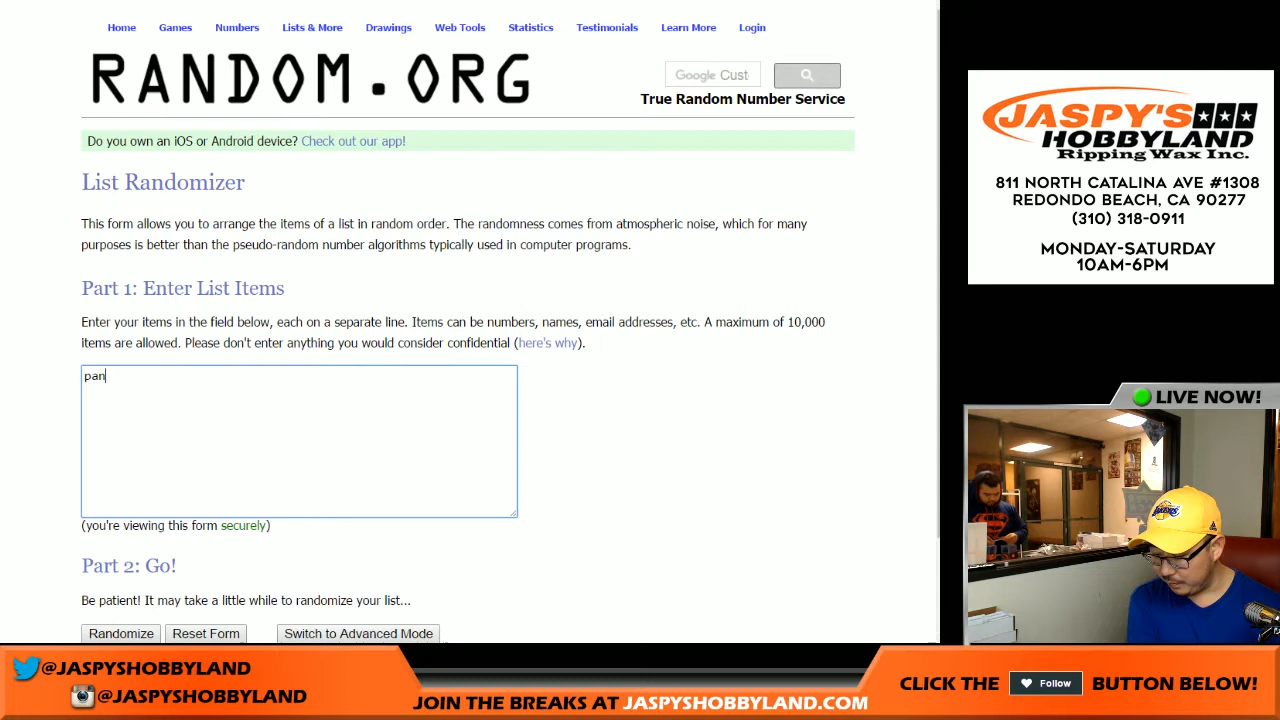 Home Games Numbers Lists & More Drawings Web Tools Statistics Testimonials Learn More Login
RANDOM.ORG
Google Cust
True Random Number Service
Do you own an iOS or Android device? Check out our app!
List Randomizer
This form allows you to arrange the items of a list in random order. The randomness comes from atmospheric noise, which for many
purposes is better than the pseudo-random number algorithms typically used in computer programs.
Part 1: Enter List Items
Enter your items in the field below, each on a separate line. Items can be numbers, names, email addresses, etc. A maximum of 10,000
items are allowed. Please don't enter anything you would consider confidential (here's why).
pan
(you're viewing this form securely)
Part 2: Go!
Be patient! It may take a little while to randomize your list...
Randomize Reset Form Switch to Advanced Mode
JASPY'S
HOBBYLAND
Ripping Wax Inc.
811 NORTH CATALINA AVE #1308
REDONDO BEACH, CA 90277
(310) 318-0911
MONDAY-SATURDAY
10AM-6PM
LIVE NOW!
LAKERS
@JASPYSHOBBYLAND
@JASPYSHOBBYLAND
JOIN THE BREAKS AT JASPYSHOBBYLAND.COM
CLICK THE Follow BUTTON BELOW!